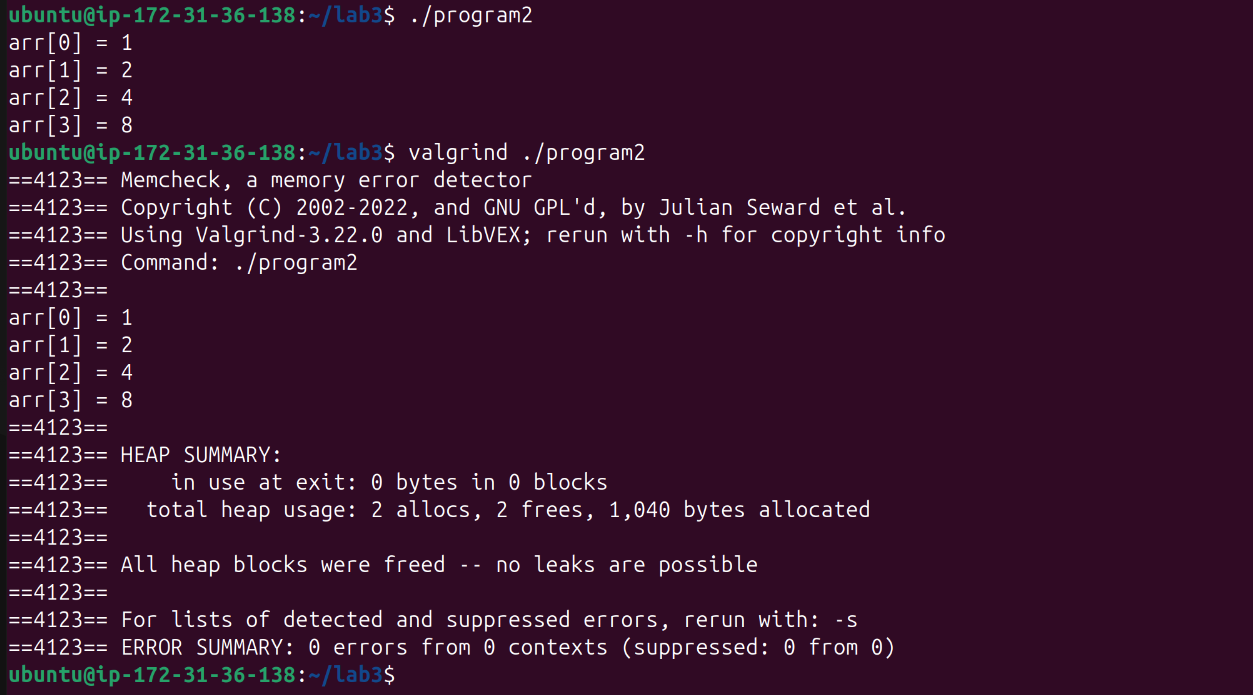 ubuntu@ip-172-31-36-138:~/lab3$ ./program2
arr[0] = 1
arr[1] = 2
arr[2] = 4
arr[3] = 8
ubuntu@ip-172-31-36-138:~/lab3$ valgrind ./program2
==4123== Memcheck, a memory error detector
==4123== Copyright (C) 2002-2022, and GNU GPL'd, by Julian Seward et al.
==4123== Using Valgrind-3.22.0 and LibVEX; rerun with -h for copyright info
==4123== Command: ./program2
==4123==
arr[0] = 1
arr[1] = 2
arr[2] = 4
arr[3] = 8
==4123==
==4123== HEAP SUMMARY:
==4123==     in use at exit: 0 bytes in 0 blocks
==4123==   total heap usage: 2 allocs, 2 frees, 1,040 bytes allocated
==4123==
==4123== All heap blocks were freed -- no leaks are possible
==4123==
==4123== For lists of detected and suppressed errors, rerun with: -s
==4123== ERROR SUMMARY: 0 errors from 0 contexts (suppressed: 0 from 0)
ubuntu@ip-172-31-36-138:~/lab3$